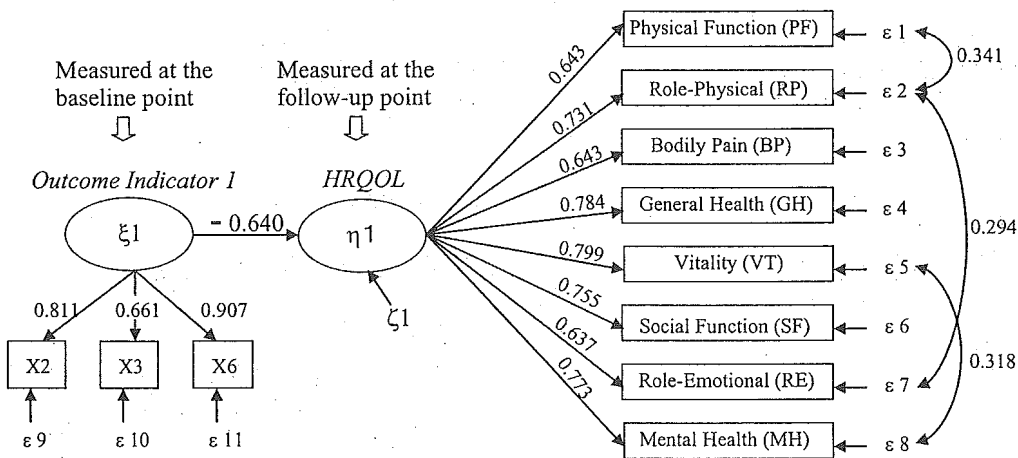 Measured at the
baseline point
Measured at the
follow-up point
Outcome Indicator 1
HRQOL
ξ1
− 0.640
η1
ζ1
0.811
0.661
0.907
X2
X3
X6
ε 9
ε 10
ε 11
0.643
0.731
0.643
0.784
0.799
0.755
0.637
0.773
Physical Function (PF)
Role-Physical (RP)
Bodily Pain (BP)
General Health (GH)
Vitality (VT)
Social Function (SF)
Role-Emotional (RE)
Mental Health (MH)
ε 1
ε 2
ε 3
ε 4
ε 5
ε 6
ε 7
ε 8
0.341
0.294
0.318